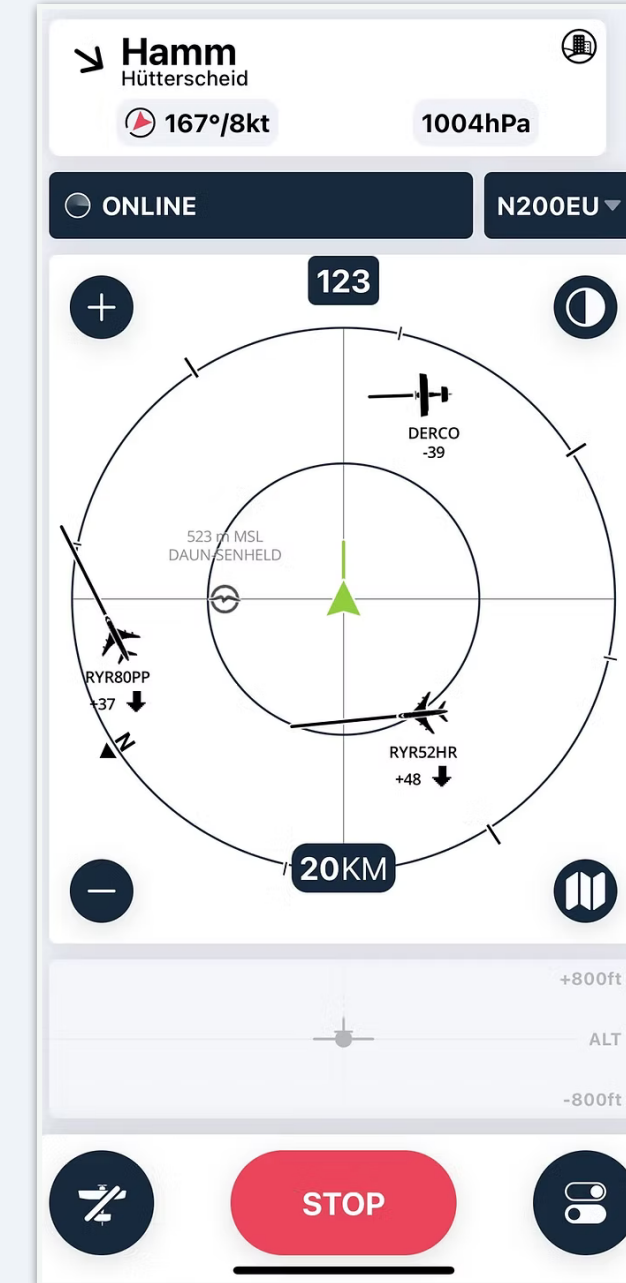 Hamm
Hütterscheid
167°/8kt
1004hPa
ONLINE
N200EU
123
DERCO
-39
523 m MSL
DAUN-SENHELD
RYR80PP
+37
N
RYR52HR
+48
20KM
+800ft
ALT
-800ft
STOP